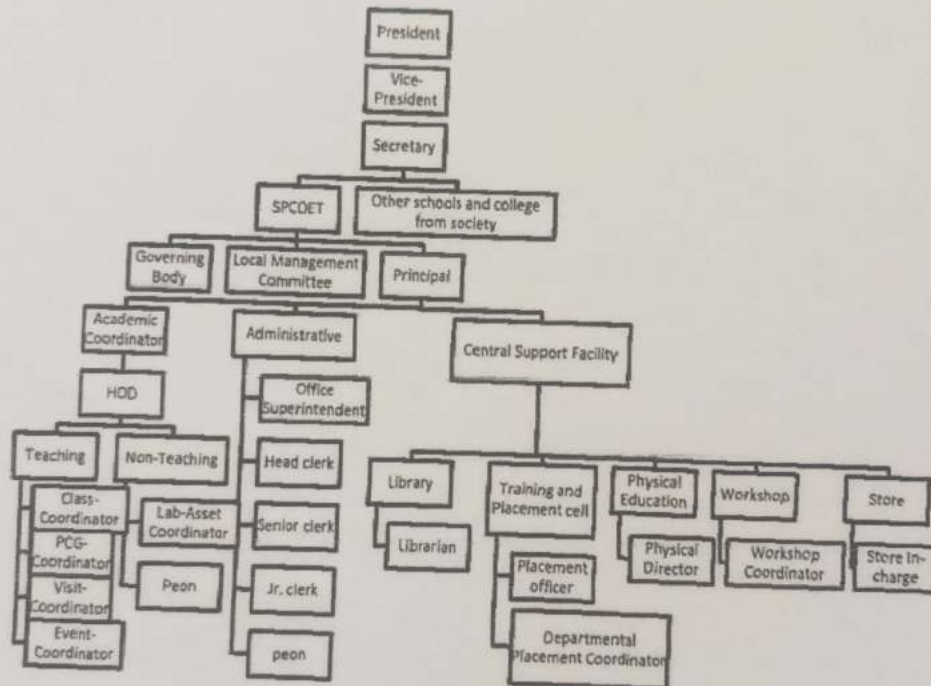 President
Vice-
President
Secretary
SPCOET
Other schools and college
from society
Governing
Body
Local Management
Committee
Principal
Academic
Coordinator
Administrative
Central Support Facility
HOD
Office
Superintendent
Teaching
Non-Teaching
Head clerk
Library
Training and
Placement cell
Physical
Education
Workshop
Store
Class-
Coordinator
Lab-Asset
Coordinator
Senior clerk
Librarian
Placement
officer
Physical
Director
Workshop
Coordinator
Store In-
charge
PCG-
Coordinator
Peon
Jr. clerk
Visit-
Coordinator
Event-
Coordinator
peon
Departmental
Placement Coordinator